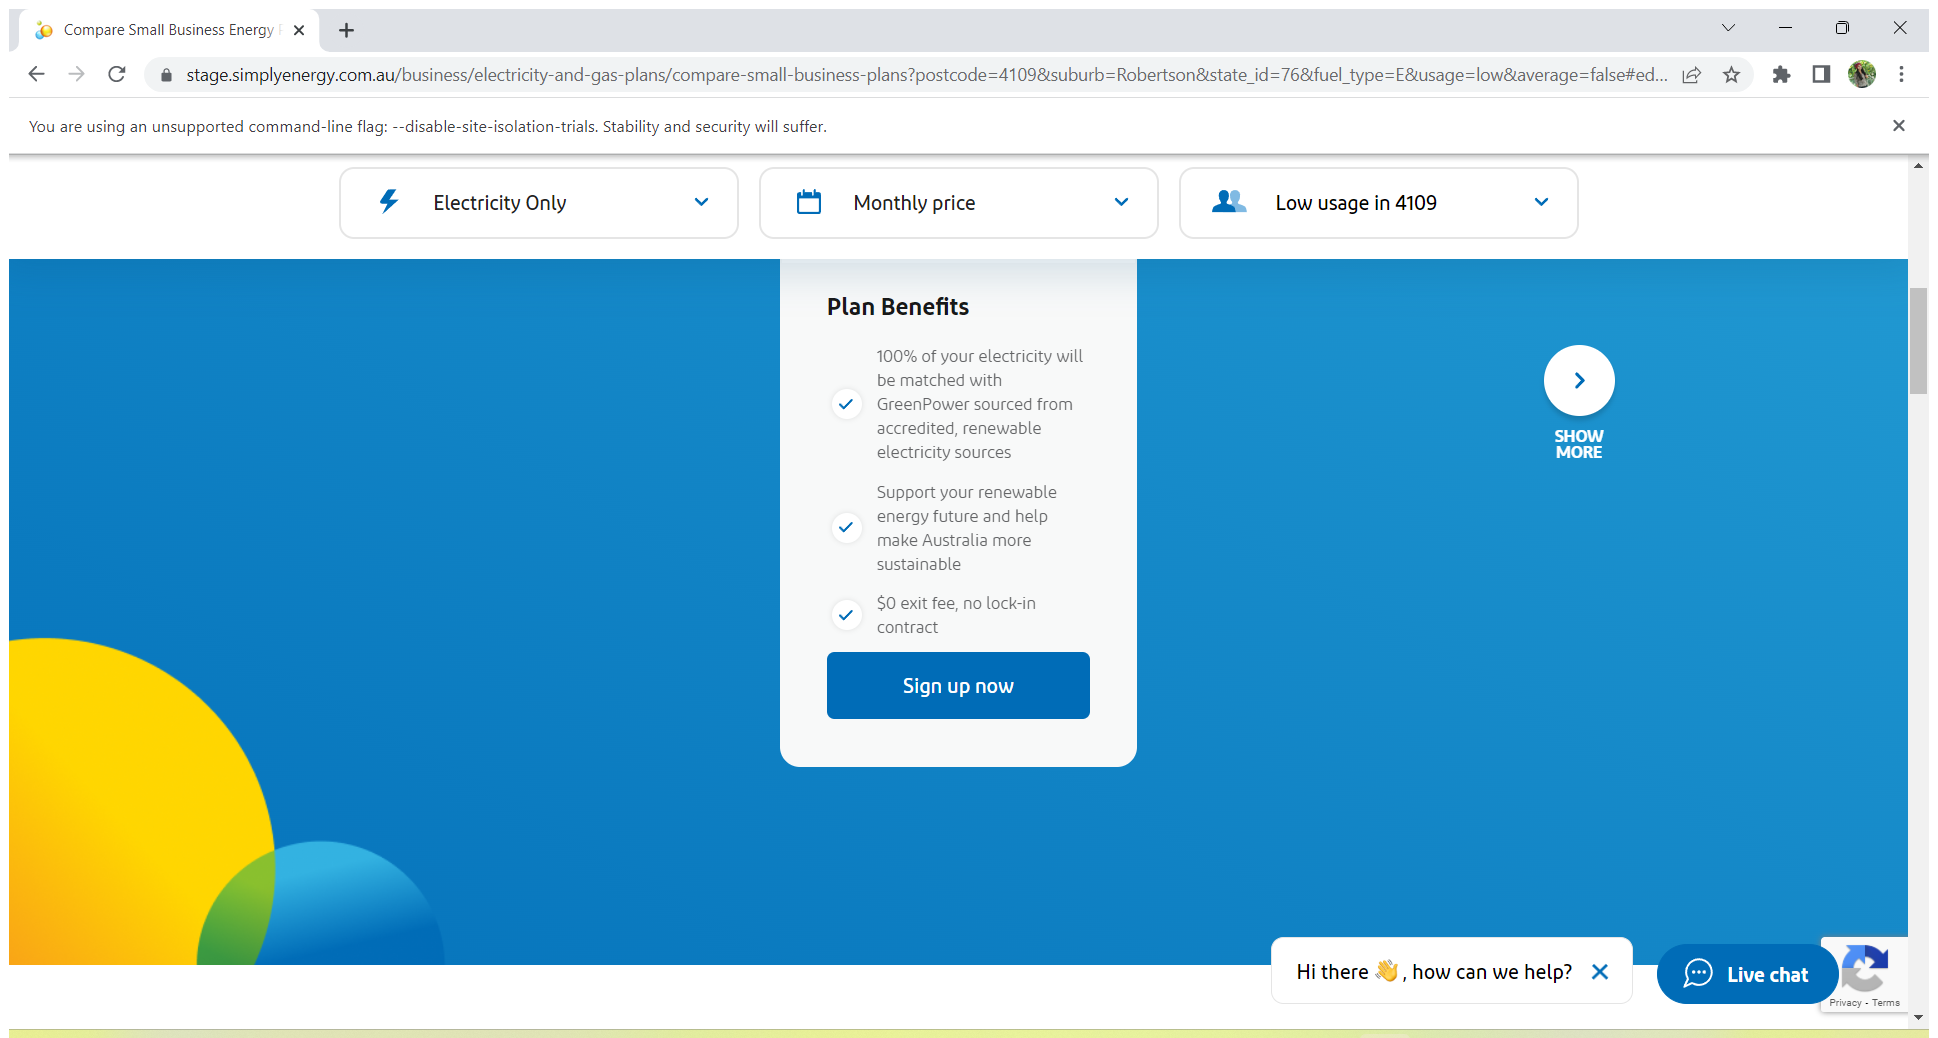 Compare Small Business Energy
stage.simplyenergy.com.au/business/electricity-and-gas-plans/compare-small-business-plans?postcode=4109&suburb=Robertson&state_id=76&fuel_type=E&usage=low&average=false#ed...
You are using an unsupported command-line flag: --disable-site-isolation-trials. Stability and security will suffer.
Electricity Only
Monthly price
Low usage in 4109
Plan Benefits
100% of your electricity will
be matched with
GreenPower sourced from
accredited, renewable
electricity sources
Support your renewable
energy future and help
make Australia more
sustainable
$0 exit fee, no lock-in
contract
Sign up now
SHOW
MORE
Hi there 👋, how can we help?
Live chat
Privacy - Terms